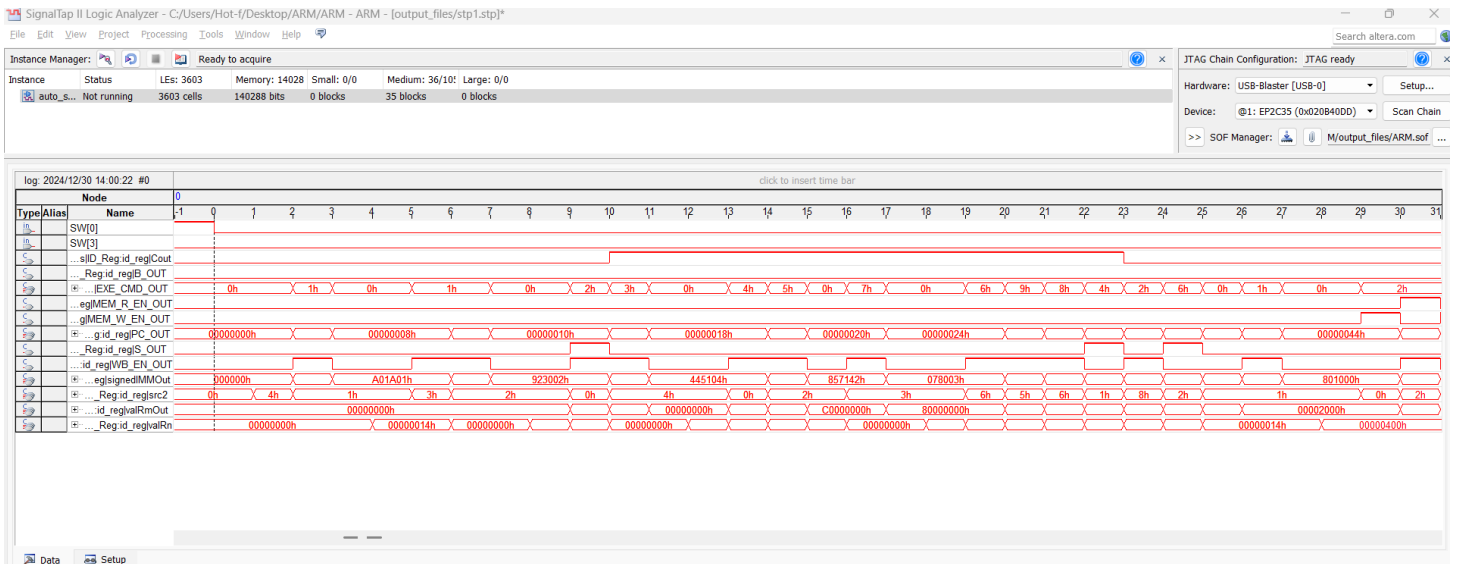 SignalTap II Logic Analyzer - C:/Users/Hot-f/Desktop/ARM/ARM - ARM - [output_files/stp1.stp]*
File Edit View Project Processing Tools Window Help
Search altera.com
Instance Manager: Ready to acquire
JTAG Chain Configuration: JTAG ready
Instance Status LEs: 3603 Memory: 14028 Small: 0/0 Medium: 36/10! Large: 0/0
auto_s... Not running 3603 cells 140288 bits 0 blocks 35 blocks 0 blocks
Hardware: USB-Blaster [USB-0] Setup...
Device: @1: EP2C35 (0x020B40DD) Scan Chain
>> SOF Manager: M/output_files/ARM.sof ...
log: 2024/12/30 14:00:22 #0 click to insert time bar
Node 0
Type Alias Name -1 0 1 2 3 4 5 6 7 8 9 10 11 12 13 14 15 16 17 18 19 20 21 22 23 24 25 26 27 28 29 30 31
SW[0]
SW[3]
...s|ID_Reg:id_reg|Cout
..._Reg:id_reg|B_OUT
...|EXE_CMD_OUT 0h 1h 0h 1h 0h 2h 3h 0h 4h 5h 0h 7h 0h 6h 9h 8h 4h 2h 6h 0h 1h 0h 2h
...eg|MEM_R_EN_OUT
...g|MEM_W_EN_OUT
...g:id_reg|PC_OUT 00000000h 00000008h 00000010h 00000018h 00000020h 00000024h 00000044h
..._Reg:id_reg|S_OUT
...:id_reg|WB_EN_OUT
...eg|signedIMMOut 000000h A01A01h 923002h 445104h 857142h 078003h 801000h
..._Reg:id_reg|src2 0h 4h 1h 3h 2h 0h 4h 0h 2h 3h 6h 5h 6h 1h 8h 2h 1h 0h 2h
...:id_reg|valRmOut 00000000h 00000000h C0000000h 80000000h 00002000h
..._Reg:id_reg|valRn 00000000h 00000014h 00000000h 00000000h 00000000h 00000014h 00000400h
Data Setup